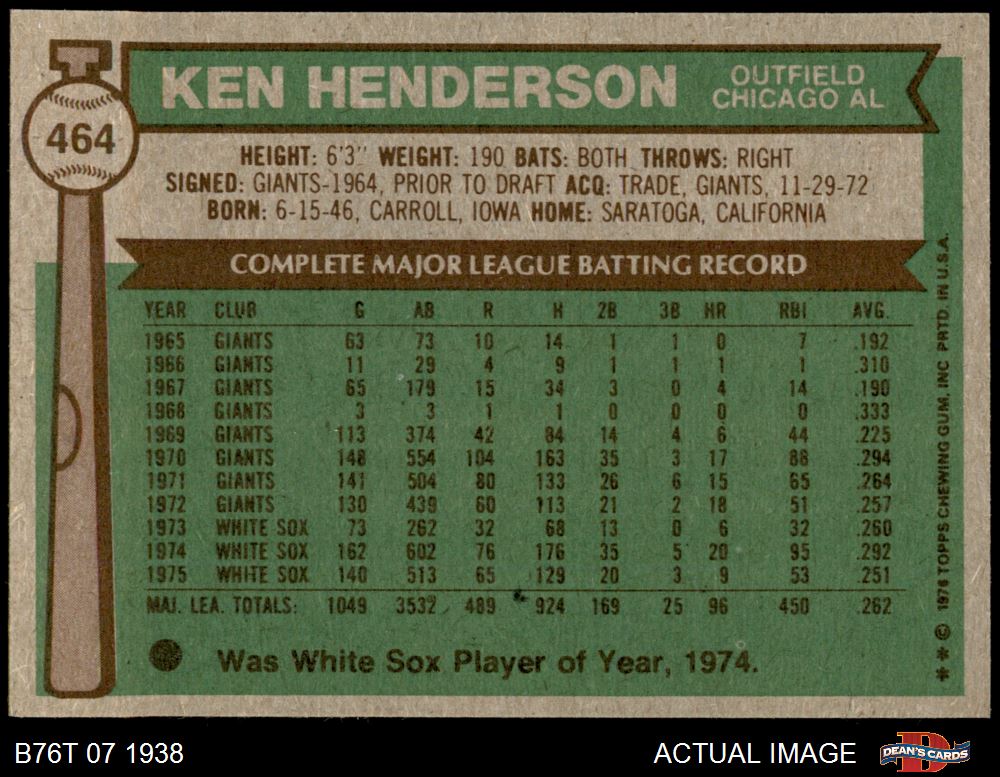 464
KEN HENDERSON
OUTFIELD
CHICAGO AL
HEIGHT: 6'3" WEIGHT: 190 BATS: BOTH THROWS: RIGHT
SIGNED: GIANTS-1964, PRIOR TO DRAFT ACQ: TRADE, GIANTS, 11-29-72
BORN: 6-15-46, CARROLL, IOWA HOME: SARATOGA, CALIFORNIA
COMPLETE MAJOR LEAGUE BATTING RECORD
YEAR CLUB G AB R H 2B 3B HR RBI AVG.
1965 GIANTS 63 73 10 14 1 1 0 7 .192
1966 GIANTS 11 29 4 9 1 1 1 1 .310
1967 GIANTS 65 179 15 34 3 0 4 14 .190
1968 GIANTS 3 3 1 1 0 0 0 0 .333
1969 GIANTS 113 374 42 84 14 4 6 44 .225
1970 GIANTS 148 554 104 163 35 3 17 88 .294
1971 GIANTS 141 504 80 133 26 6 15 65 .264
1972 GIANTS 130 439 60 113 21 2 18 51 .257
1973 WHITE SOX 73 262 32 68 13 0 6 32 .260
1974 WHITE SOX 162 602 76 176 35 5 20 95 .292
1975 WHITE SOX 140 513 65 129 20 3 9 53 .251
MAJ. LEA. TOTALS: 1049 3532 489 924 169 25 96 450 .262
Was White Sox Player of Year, 1974.
* * © 1976 TOPPS CHEWING GUM, INC PRTD. IN U.S.A.
B76T 07 1938
ACTUAL IMAGE
D
DEAN'S CARDS